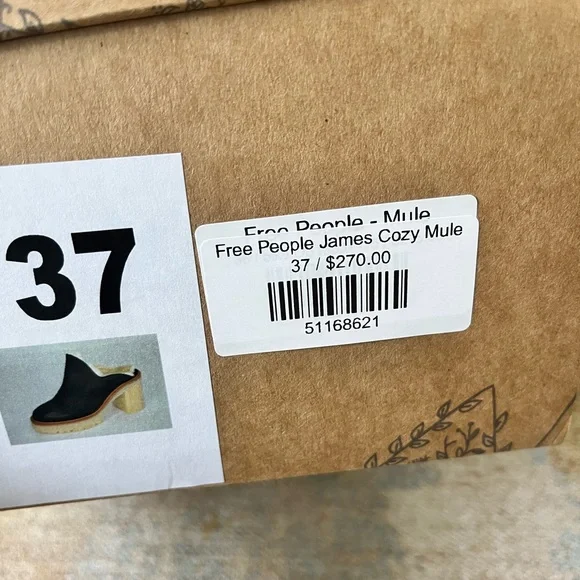 37
Free People - Mule
Free People James Cozy Mule
37 / $270.00
51168621